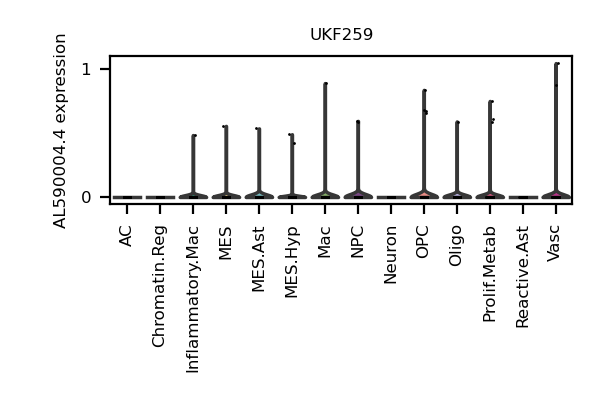 UKF259
AL590004.4 expression
1
0
AC
Chromatin.Reg
Inflammatory.Mac
MES
MES.Ast
MES.Hyp
Mac
NPC
Neuron
OPC
Oligo
Prolif.Metab
Reactive.Ast
Vasc